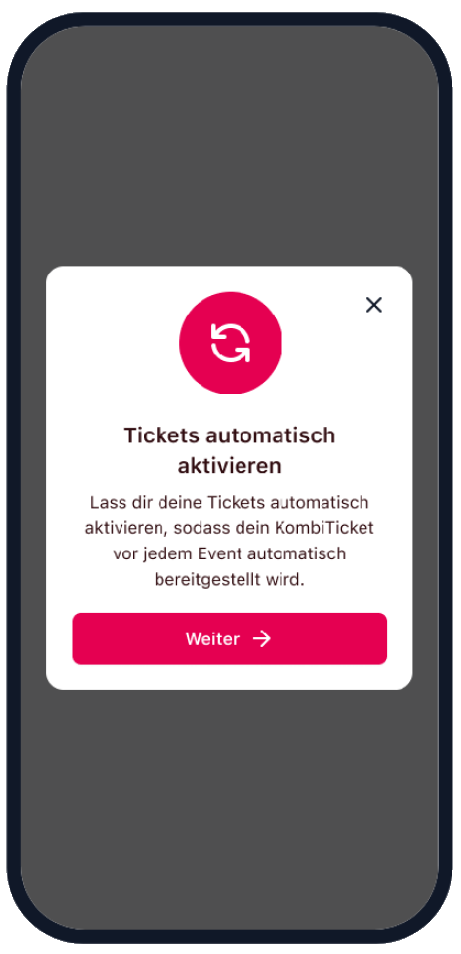 Tickets automatisch
aktivieren
Lass dir deine Tickets automatisch
aktivieren, sodass dein KombiTicket
vor jedem Event automatisch
bereitgestellt wird.
Weiter